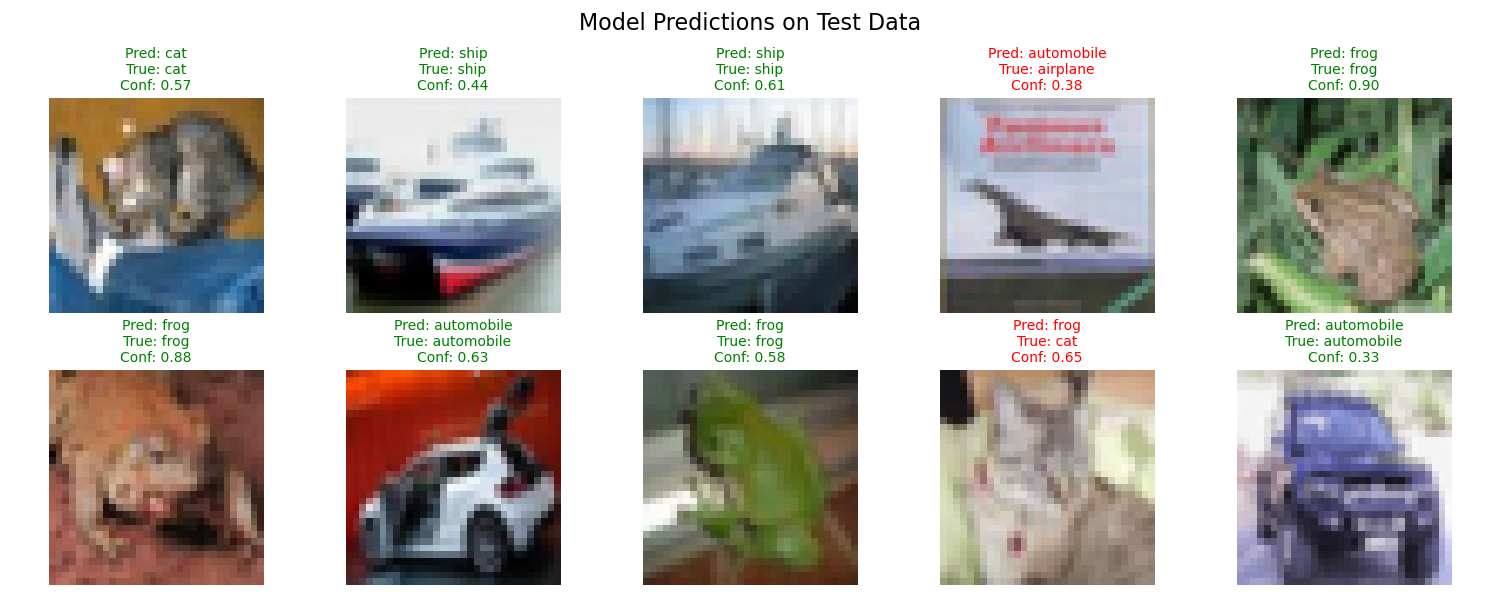 Model Predictions on Test Data
Pred: cat
True: cat
Conf: 0.57
Pred: ship
True: ship
Conf: 0.44
Pred: ship
True: ship
Conf: 0.61
Pred: automobile
True: airplane
Conf: 0.38
Pred: frog
True: frog
Conf: 0.90
Pred: frog
True: frog
Conf: 0.88
Pred: automobile
True: automobile
Conf: 0.63
Pred: frog
True: frog
Conf: 0.58
Pred: frog
True: cat
Conf: 0.65
Pred: automobile
True: automobile
Conf: 0.33